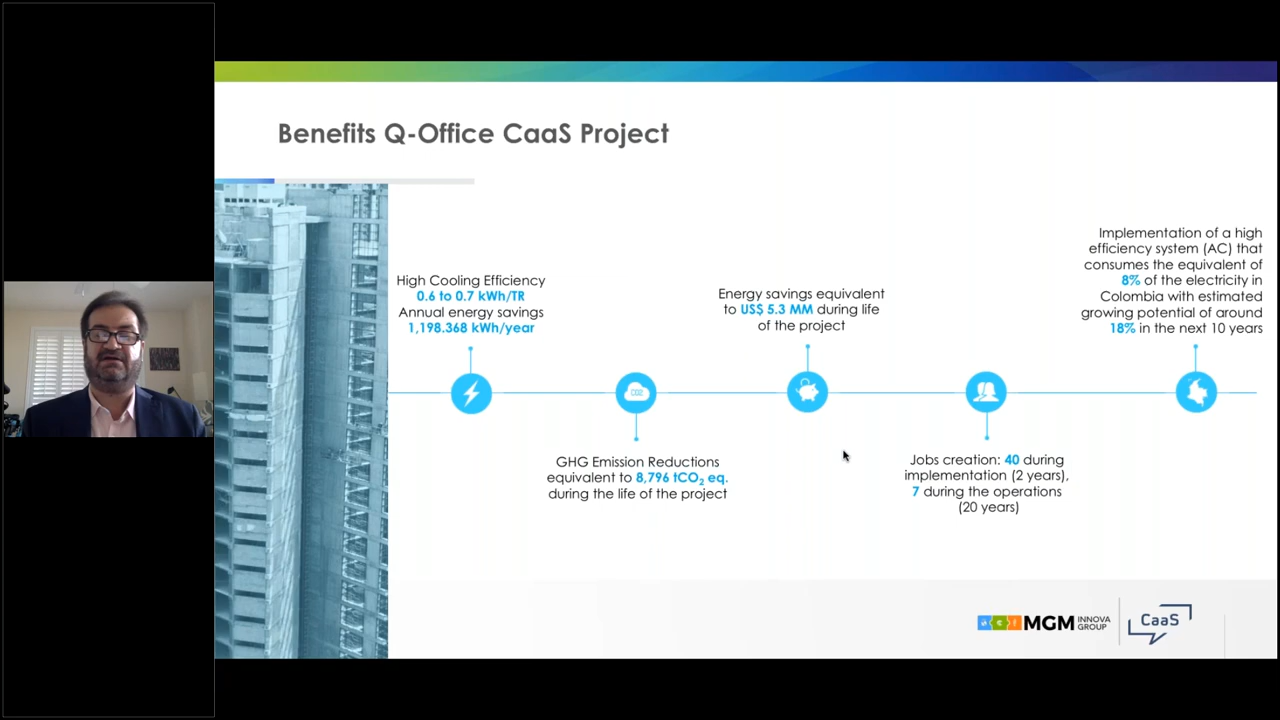 Benefits Q-Office CaaS Project
High Cooling Efficiency
0.6 to 0.7 kWh/TR
Annual energy savings
1,198.368 kWh/year
CO2
GHG Emission Reductions
equivalent to 8,796 tCO₂ eq.
during the life of the project
Energy savings equivalent
to US$ 5.3 MM during life
of the project
Jobs creation: 40 during
implementation (2 years),
7 during the operations
(20 years)
Implementation of a high
efficiency system (AC) that
consumes the equivalent of
8% of the electricity in
Colombia with estimated
growing potential of around
18% in the next 10 years
MGM INNOVA
GROUP
CaaS